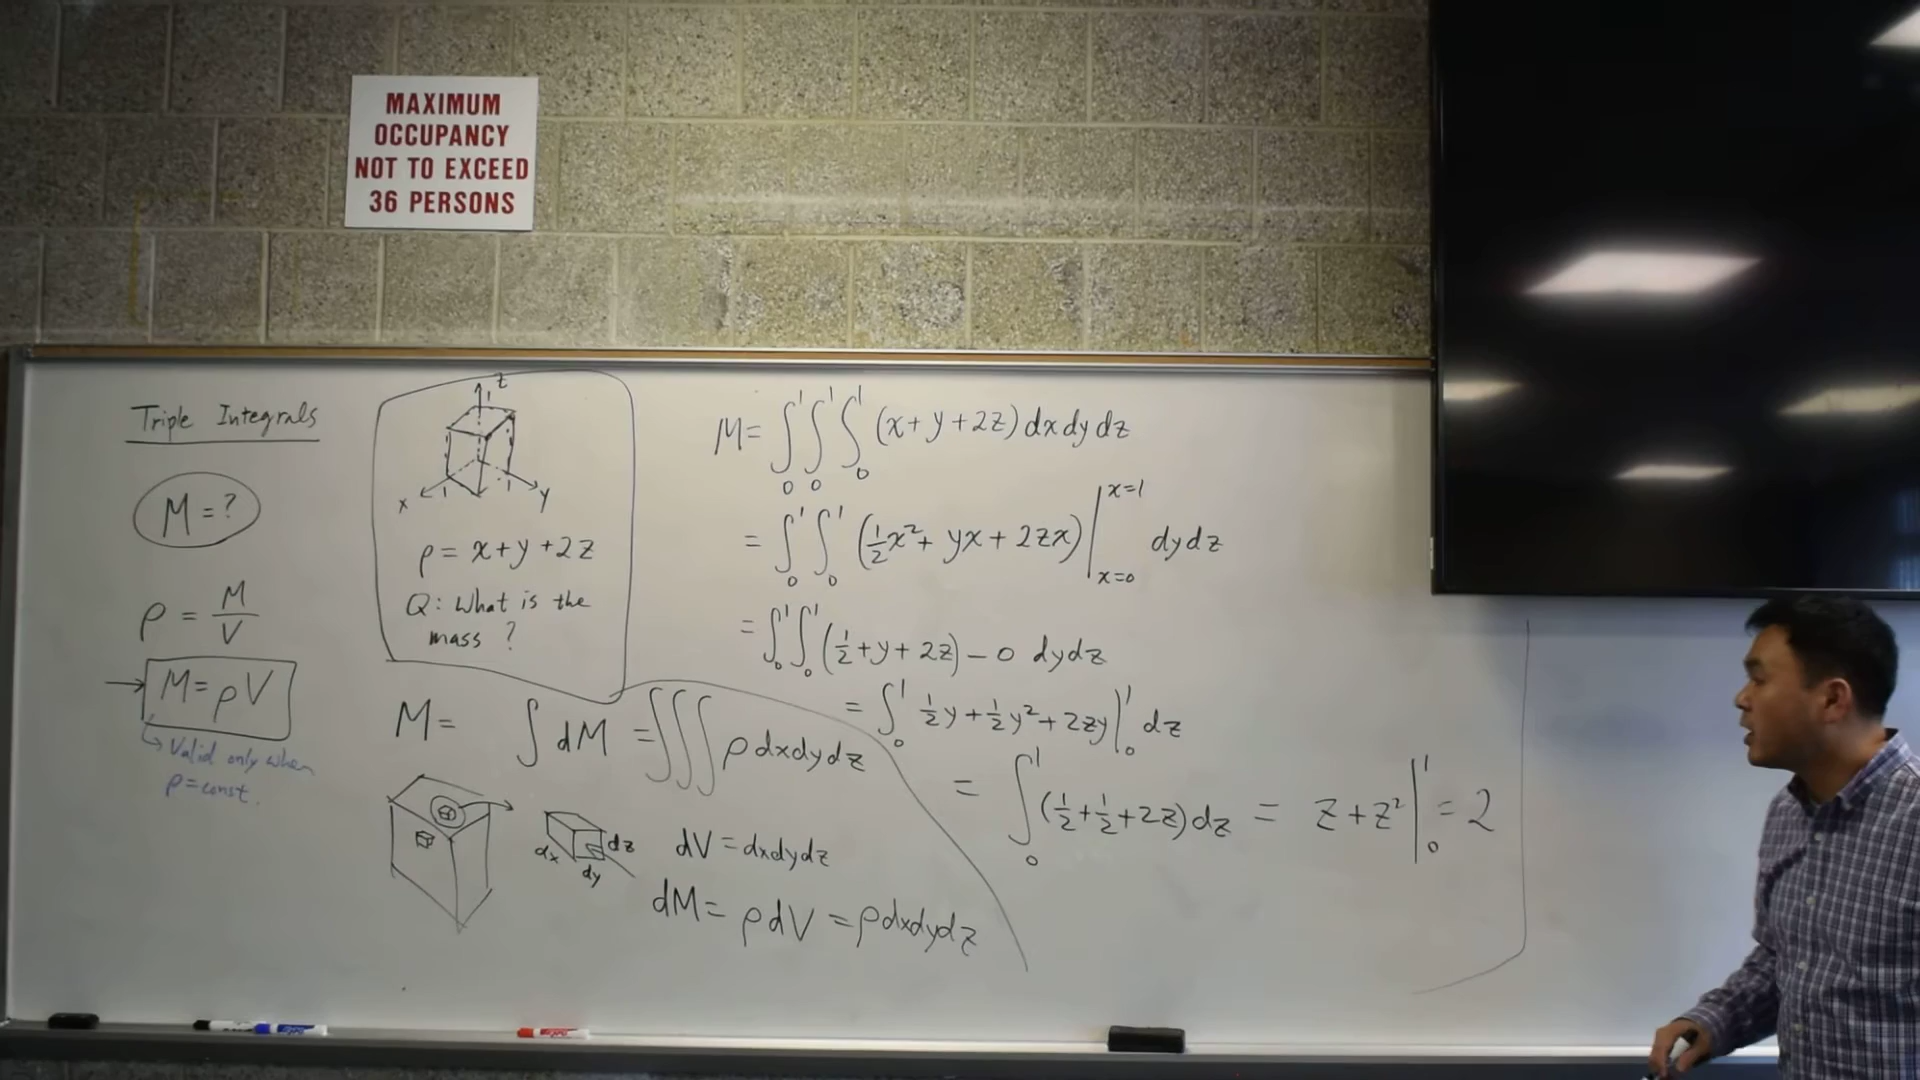 MAXIMUM
OCCUPANCY
NOT TO EXCEED
36 PERSONS
Triple Integrals
M = ?
ρ = M/V
→ M = ρV
↳ Valid only when
ρ = const.
z
1
x 1 1 y
ρ = x + y + 2z
Q: What is the
mass ?
M = ∫ dM = ∫∫∫ ρ dxdydz
dx dy dz
dV = dxdydz
dM = ρdV = ρdxdydz
M = ∫₀¹ ∫₀¹ ∫₀¹ (x + y + 2z) dx dy dz
= ∫₀¹ ∫₀¹ (½x² + yx + 2zx) |ₓ₌₀ˣ⁼¹ dydz
= ∫₀¹ ∫₀¹ (½ + y + 2z) − 0 dydz
= ∫₀¹ ½y + ½y² + 2zy |₀¹ dz
= ∫₀¹ (½ + ½ + 2z) dz = z + z² |₀¹ = 2